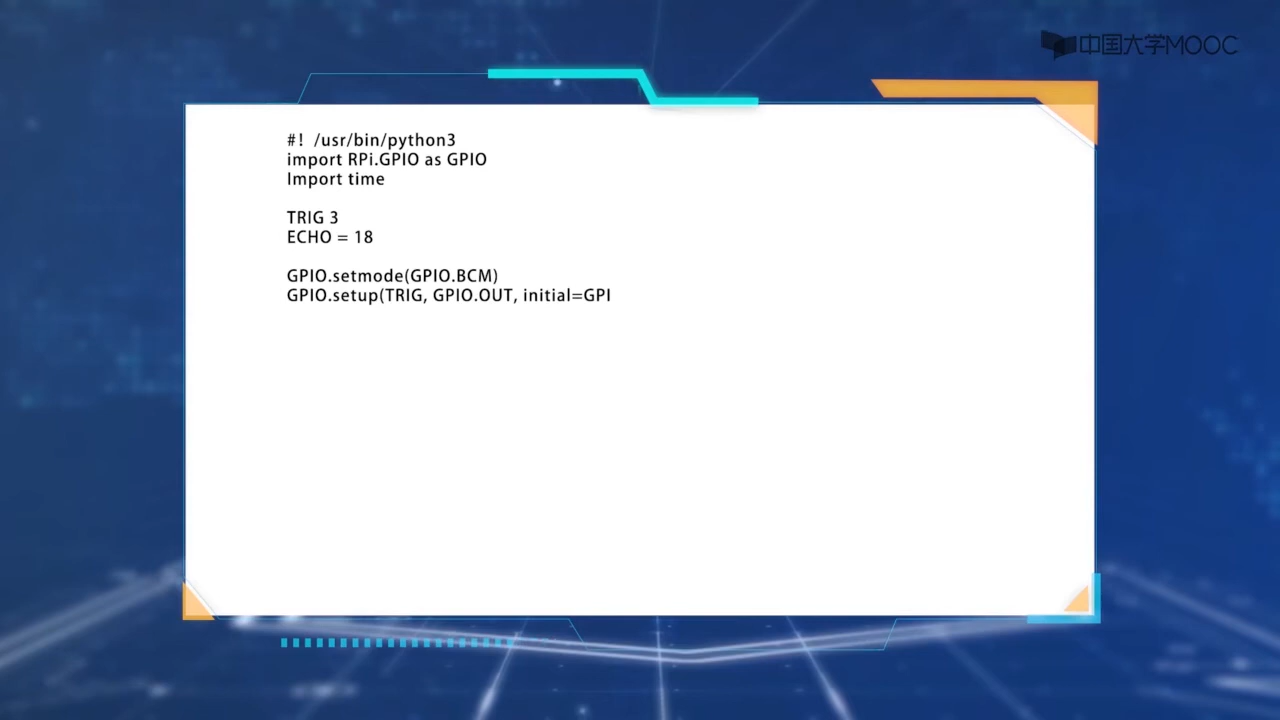 中国大学MOOC
#! /usr/bin/python3
import RPi.GPIO as GPIO
Import time
TRIG 3
ECHO = 18
GPIO.setmode(GPIO.BCM)
GPIO.setup(TRIG, GPIO.OUT, initial=GPI